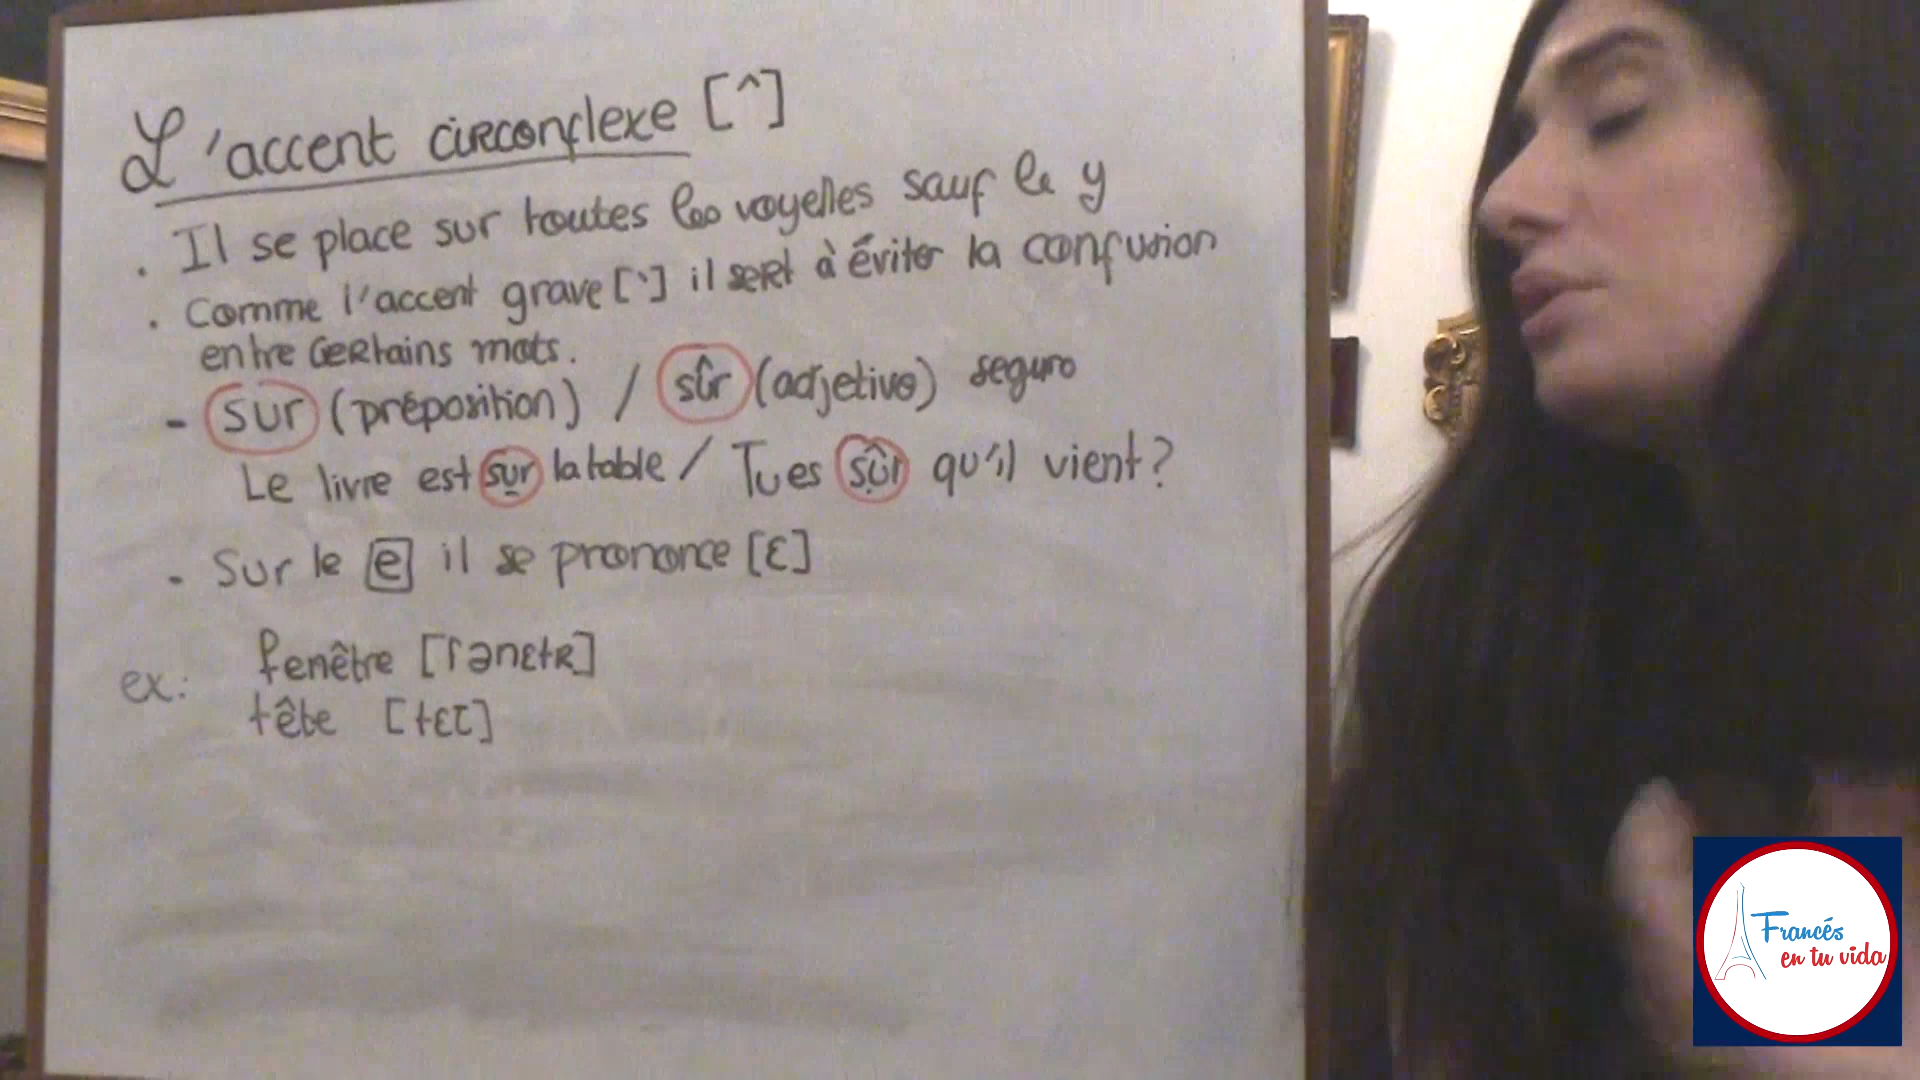 L'accent circonflexe [^]
. Il se place sur toutes les voyelles sauf le y
. Comme l'accent grave [`] il sert à éviter la confusion
entre certains mots.
- sur (préposition) / sûr (adjetivo) seguro
Le livre est sur la table / Tu es sûr qu'il vient?
- Sur le e il se prononce [ɛ]
ex: fenêtre [fənɛtR]
tête [tɛt]
Francés
en tu vida